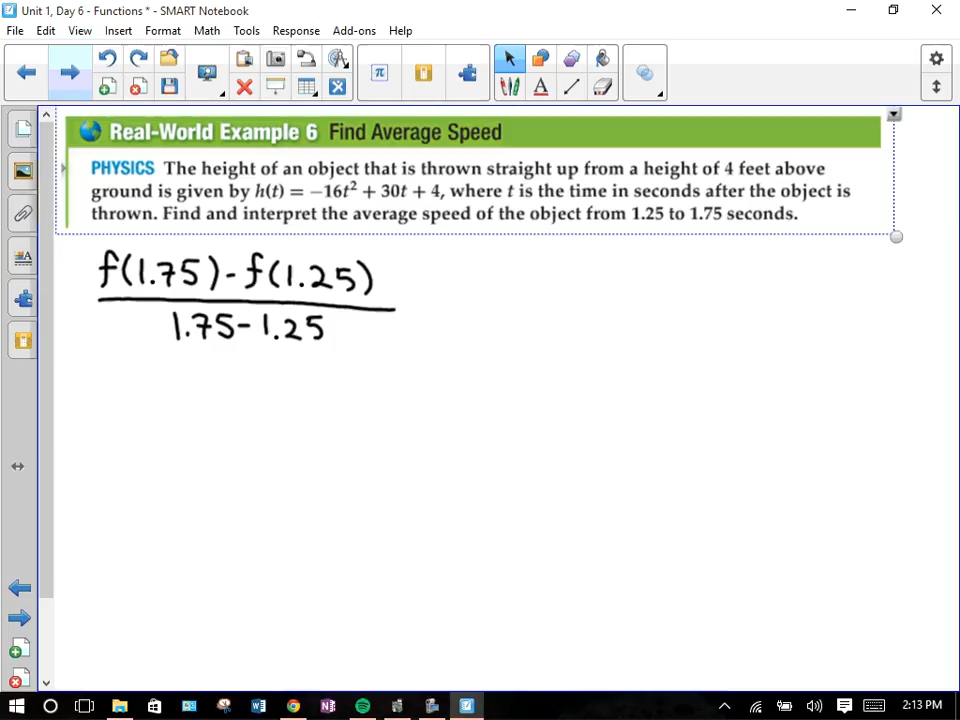 Unit 1, Day 6 - Functions * - SMART Notebook
File Edit View Insert Format Math Tools Response Add-ons Help
Real-World Example 6 Find Average Speed
PHYSICS The height of an object that is thrown straight up from a height of 4 feet above
ground is given by h(t) = −16t² + 30t + 4, where t is the time in seconds after the object is
thrown. Find and interpret the average speed of the object from 1.25 to 1.75 seconds.
f(1.75) - f(1.25)
1.75 - 1.25
2:13 PM